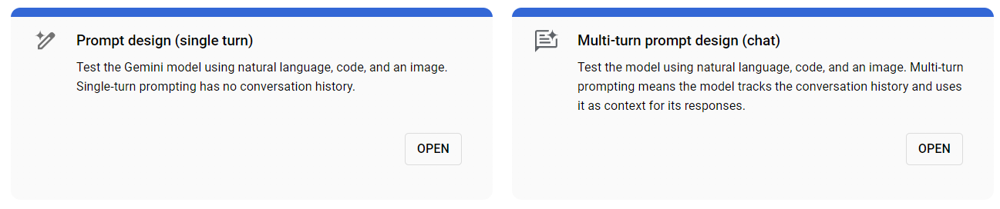 Prompt design (single turn)
Test the Gemini model using natural language, code, and an image.
Single-turn prompting has no conversation history.
OPEN
Multi-turn prompt design (chat)
Test the model using natural language, code, and an image. Multi-turn
prompting means the model tracks the conversation history and uses
it as context for its responses.
OPEN